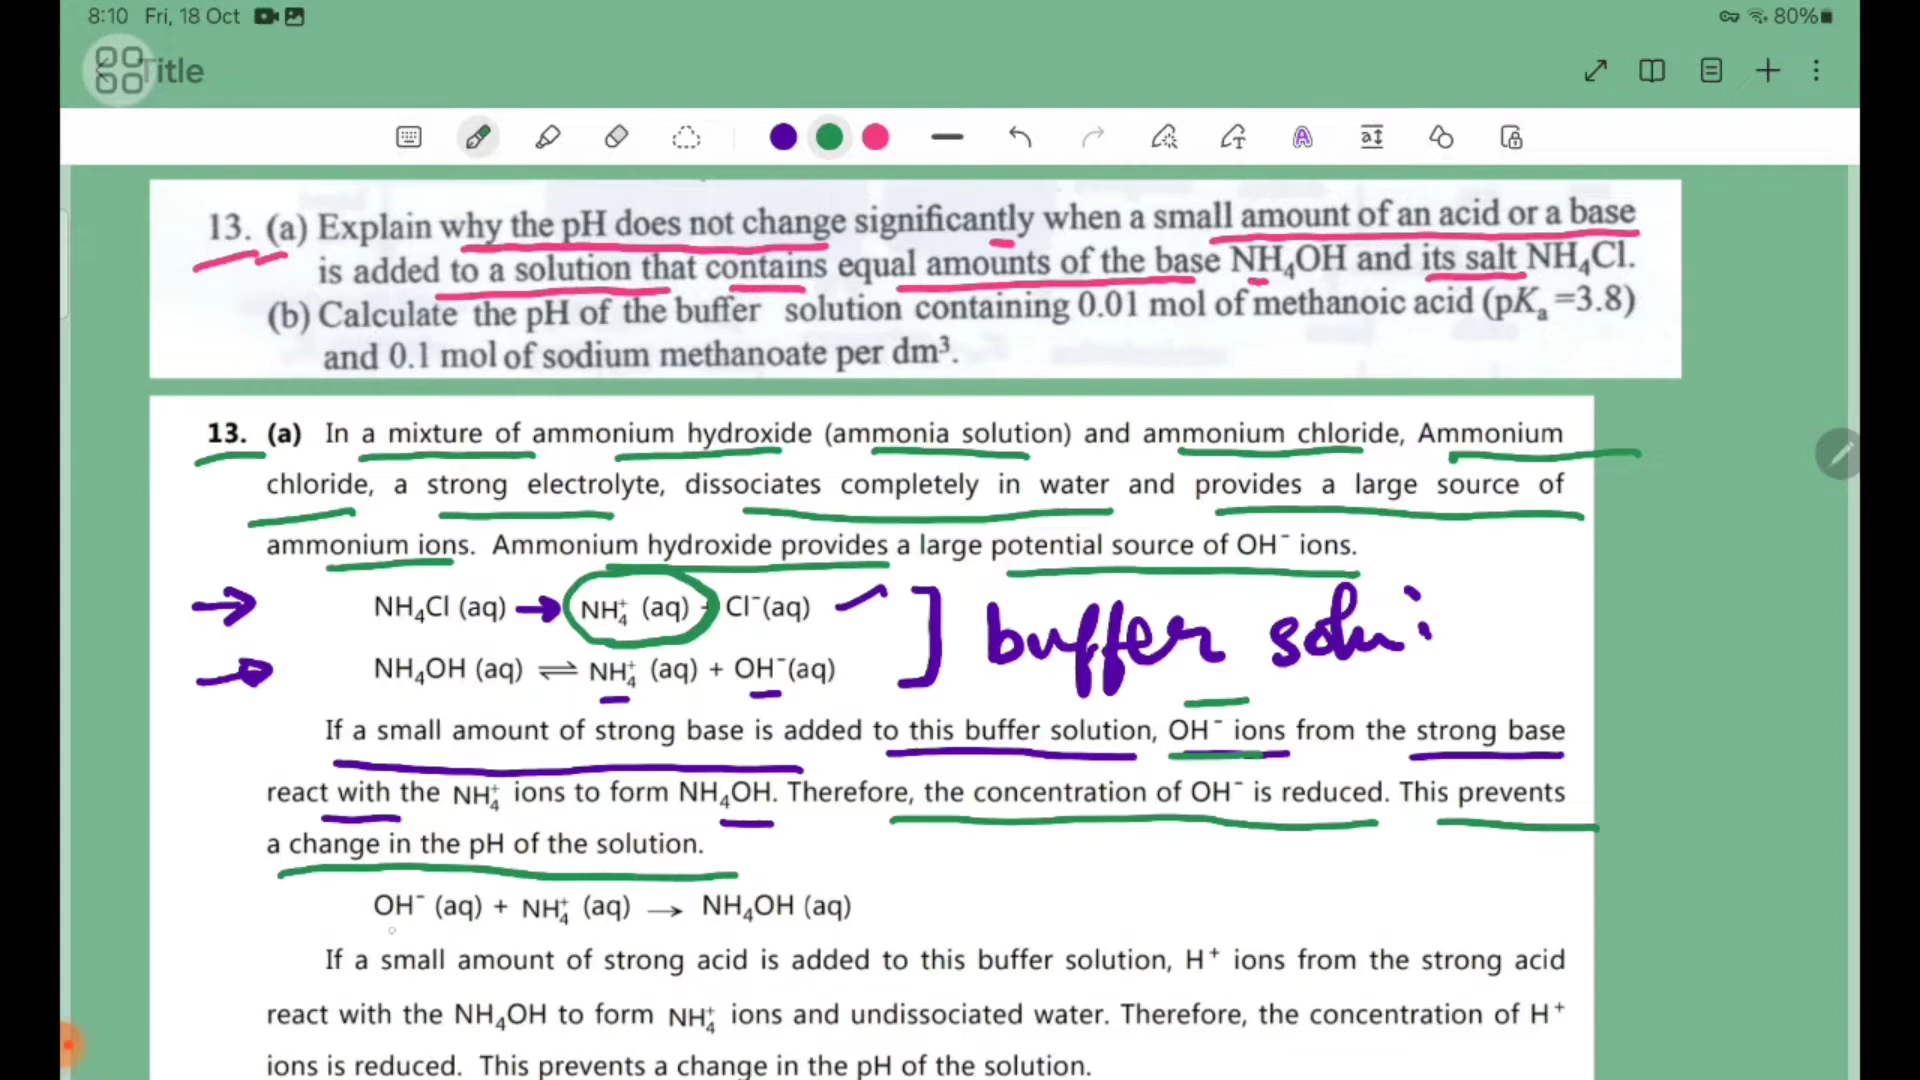 8:10 Fri, 18 Oct
80%
Title
13. (a) Explain why the pH does not change significantly when a small amount of an acid or a base
is added to a solution that contains equal amounts of the base NH₄OH and its salt NH₄Cl.
(b) Calculate the pH of the buffer solution containing 0.01 mol of methanoic acid (pKₐ =3.8)
and 0.1 mol of sodium methanoate per dm³.
13. (a) In a mixture of ammonium hydroxide (ammonia solution) and ammonium chloride, Ammonium
chloride, a strong electrolyte, dissociates completely in water and provides a large source of
ammonium ions. Ammonium hydroxide provides a large potential source of OH⁻ ions.
NH₄Cl (aq) → NH₄⁺ (aq) + Cl⁻(aq)
NH₄OH (aq) ⇌ NH₄⁺ (aq) + OH⁻(aq)
buffer solu:
If a small amount of strong base is added to this buffer solution, OH⁻ ions from the strong base
react with the NH₄⁺ ions to form NH₄OH. Therefore, the concentration of OH⁻ is reduced. This prevents
a change in the pH of the solution.
OH⁻ (aq) + NH₄⁺ (aq) → NH₄OH (aq)
If a small amount of strong acid is added to this buffer solution, H⁺ ions from the strong acid
react with the NH₄OH to form NH₄⁺ ions and undissociated water. Therefore, the concentration of H⁺
ions is reduced. This prevents a change in the pH of the solution.